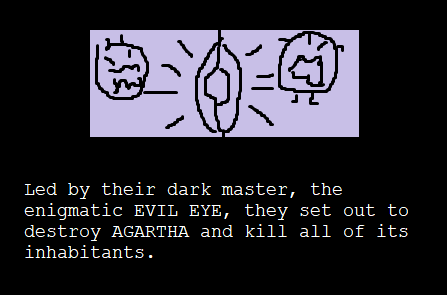 Led by their dark master, the
enigmatic EVIL EYE, they set out to
destroy AGARTHA and kill all of its
inhabitants.